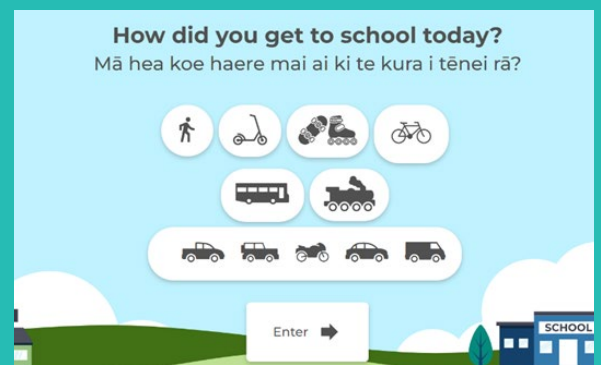 How did you get to school today?
Mā hea koe haere mai ai ki te kura i tēnei rā?
Enter
SCHOOL